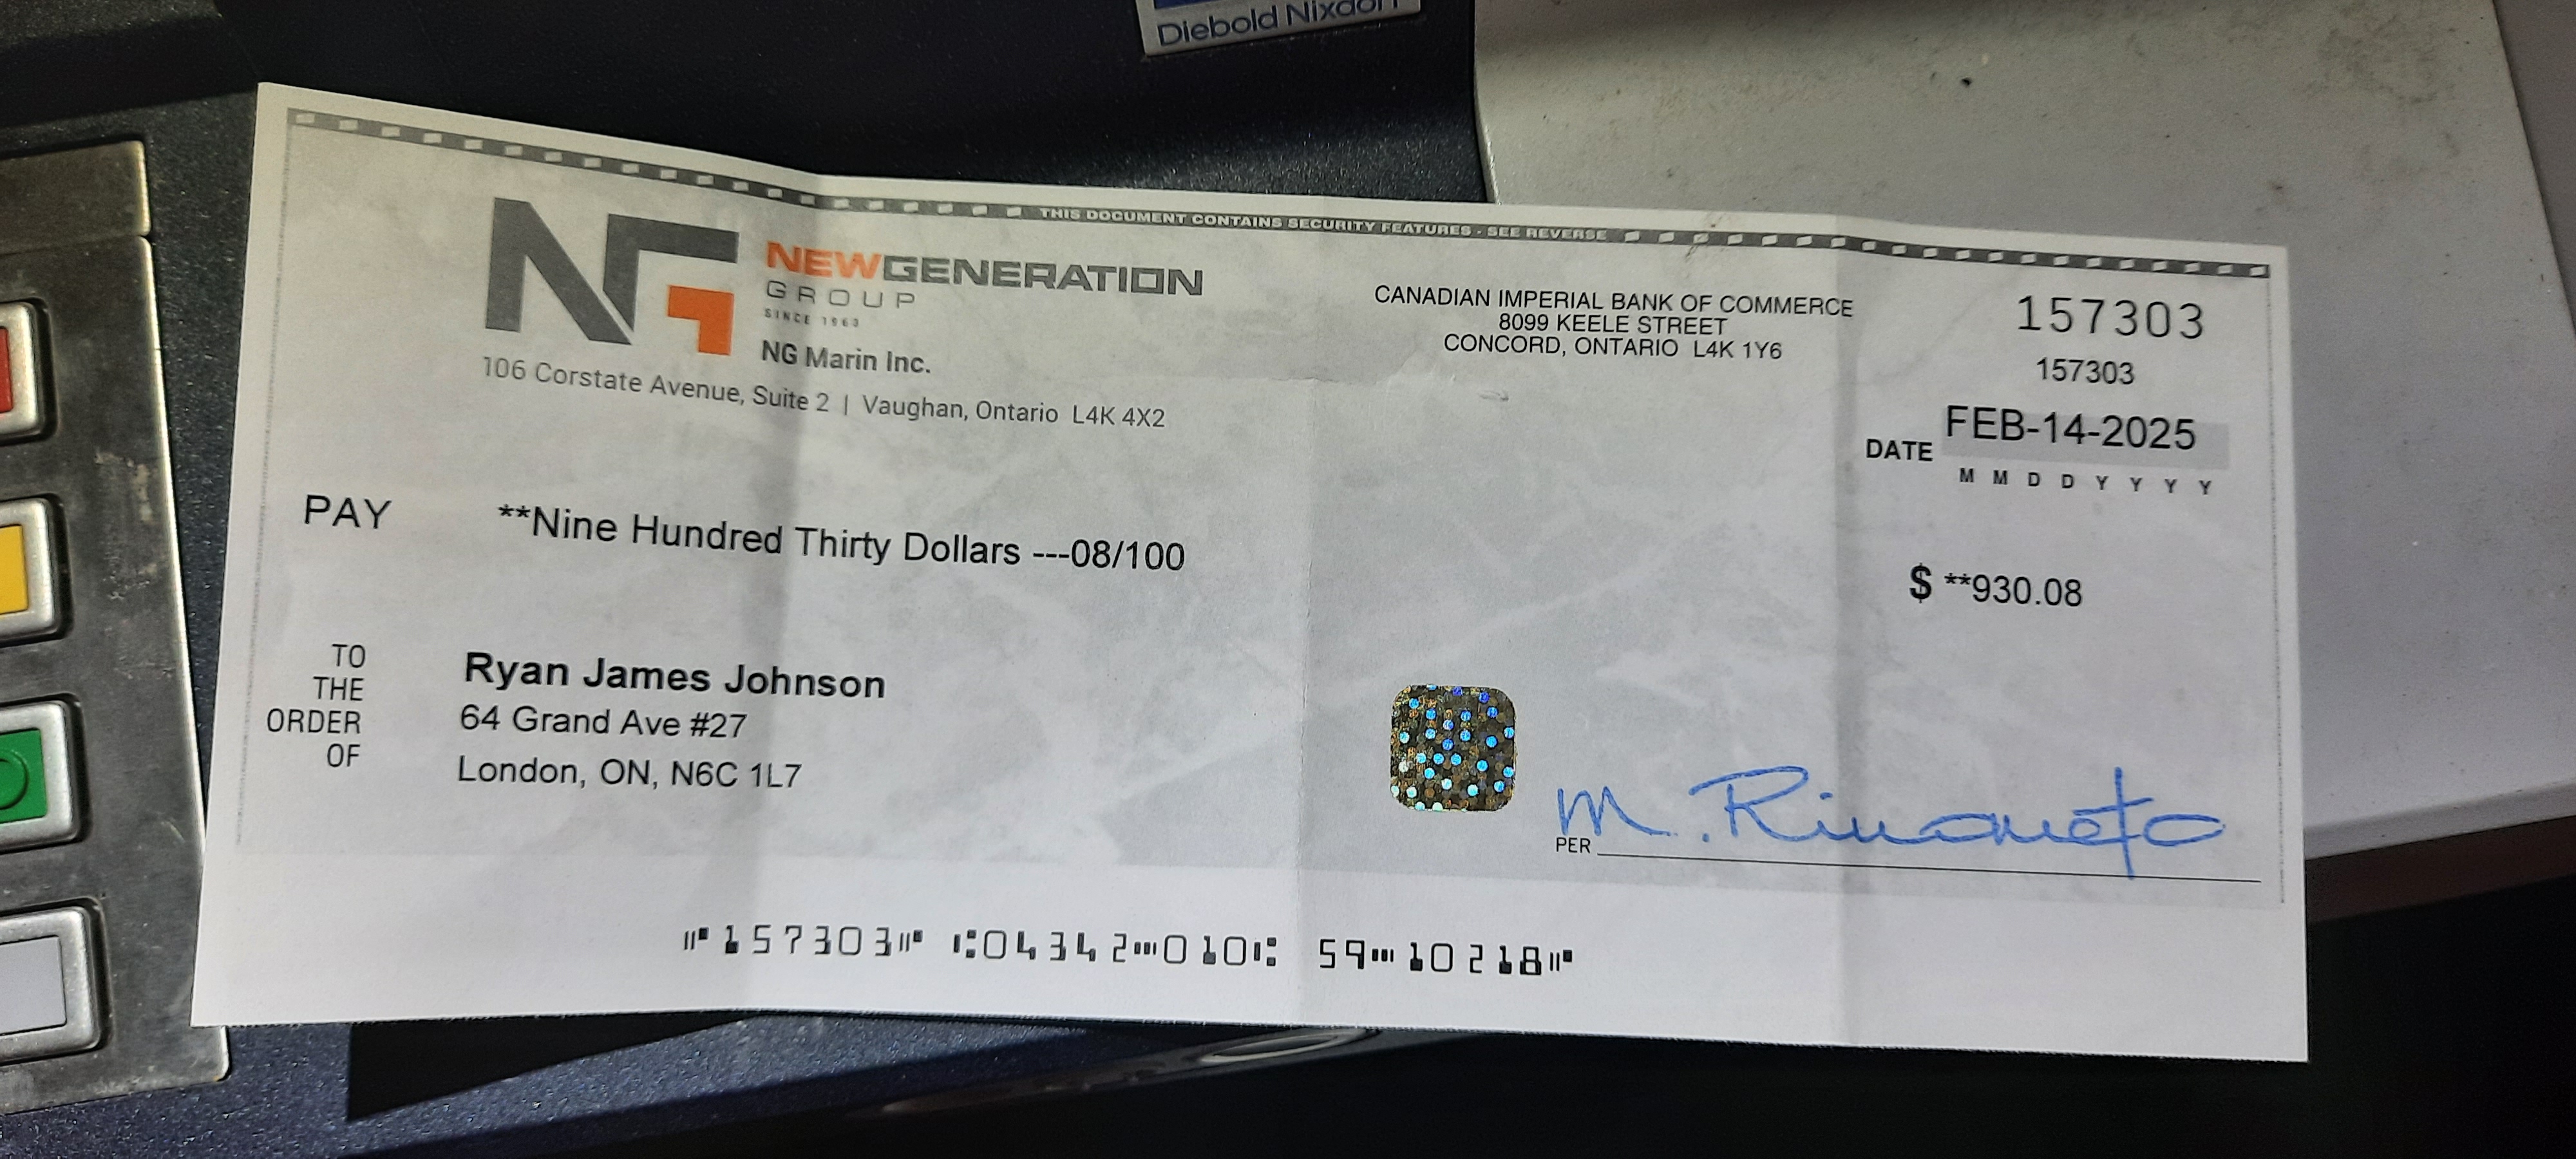 Diebold Nixdorf
THIS DOCUMENT CONTAINS SECURITY FEATURES - SEE REVERSE
NG
NEWGENERATION
GROUP
SINCE 1963
NG Marin Inc.
106 Corstate Avenue, Suite 2 | Vaughan, Ontario L4K 4X2
CANADIAN IMPERIAL BANK OF COMMERCE
8099 KEELE STREET
CONCORD, ONTARIO L4K 1Y6
157303
157303
DATE FEB-14-2025
M M D D Y Y Y Y
PAY **Nine Hundred Thirty Dollars ---08/100
$ **930.08
TO
THE
ORDER
OF
Ryan James Johnson
64 Grand Ave #27
London, ON, N6C 1L7
M.
PER
⑈157303⑈ ⑆04342⑉010⑆ 59⑉10218⑈